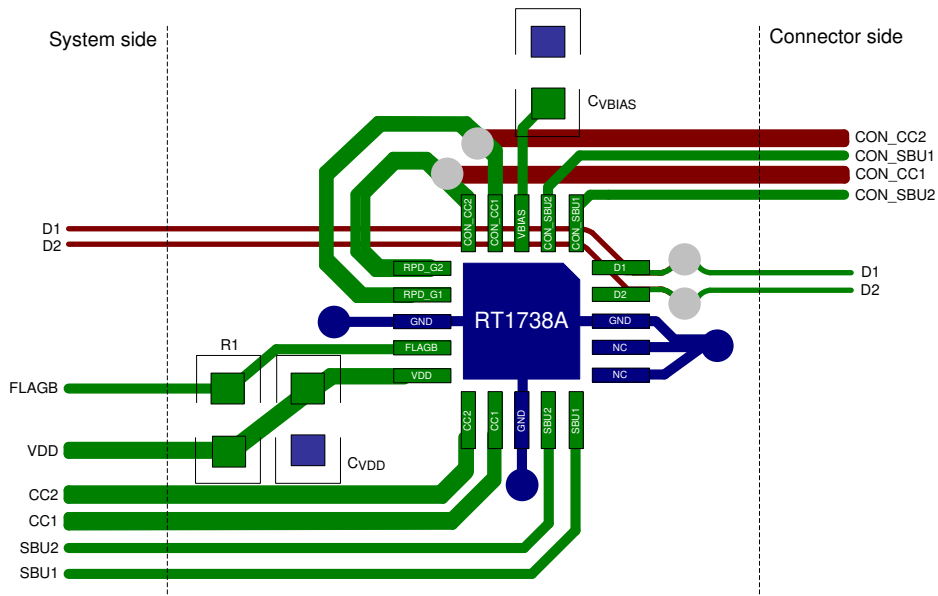 System side
Connector side
CVBIAS
CON_CC2
CON_SBU1
CON_CC1
CON_SBU2
CON_CC2
CON_CC1
VBIAS
CON_SBU2
CON_SBU1
D1
D2
RPD_G2
RPD_G1
GND
FLAGB
VDD
RT1738A
D1
D2
GND
NC
NC
D1
D2
R1
FLAGB
VDD
CVDD
CC2
CC1
GND
SBU2
SBU1
CC2
CC1
SBU2
SBU1